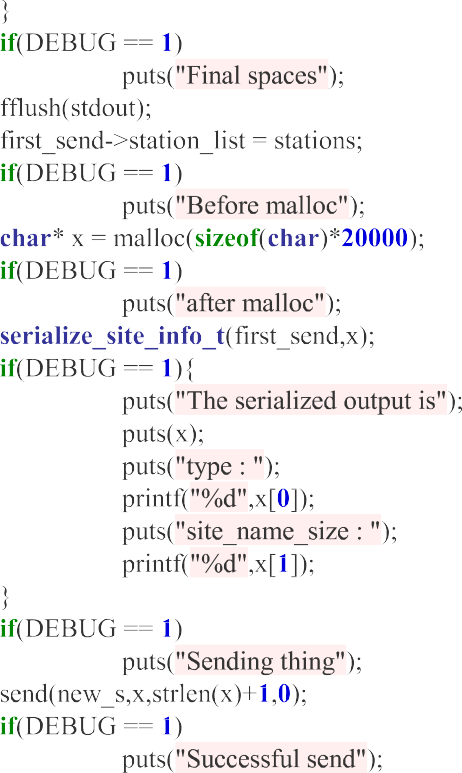 }
if(DEBUG == 1)
puts("Final spaces");
fflush(stdout);
first_send->station_list = stations;
if(DEBUG == 1)
puts("Before malloc");
char* x = malloc(sizeof(char)*20000);
if(DEBUG == 1)
puts("after malloc");
serialize_site_info_t(first_send,x);
if(DEBUG == 1){
puts("The serialized output is");
puts(x);
puts("type : ");
printf("%d",x[0]);
puts("site_name_size : ");
printf("%d",x[1]);
}
if(DEBUG == 1)
puts("Sending thing");
send(new_s,x,strlen(x)+1,0);
if(DEBUG == 1)
puts("Successful send");